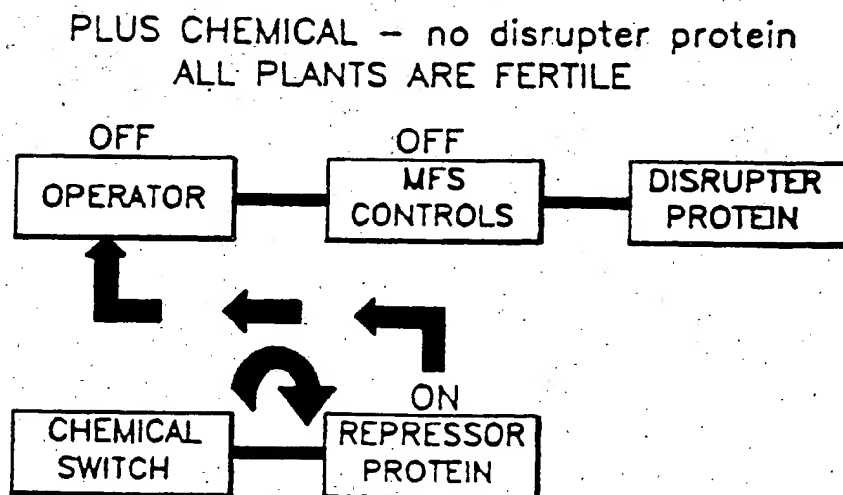 PLUS CHEMICAL – no disrupter protein
ALL PLANTS ARE FERTILE
OFF
OFF
OPERATOR
MFS
CONTROLS
DISRUPTER
PROTEIN
ON
CHEMICAL
SWITCH
REPRESSOR
PROTEIN